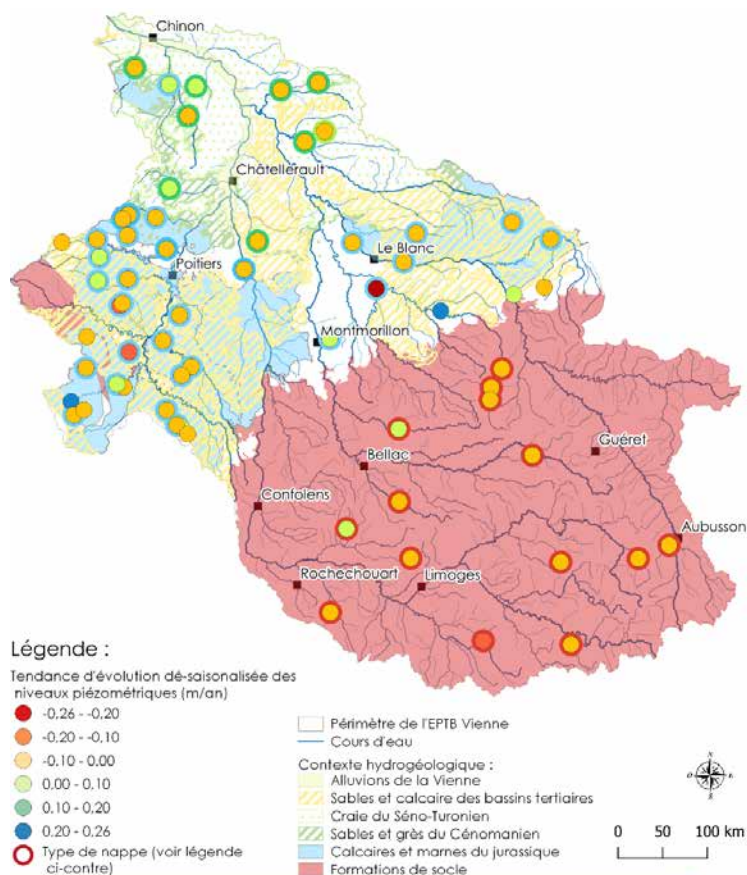 Chinon
Châtellerault
Le Blanc
Poitiers
Montmorillon
Guéret
Bellac
Confolens
Aubusson
Rochechouart
Limoges
Légende :
Tendance d'évolution dé-saisonalisée des
niveaux piézométriques (m/an)
-0,26 - -0,20
-0.20 - -0,10
-0.10 - 0.00
0.00 - 0.10
0.10 - 0.20
0.20 - 0.26
Type de nappe (voir légende
ci-contre)
Périmètre de l'EPTB Vienne
Cours d'eau
Contexte hydrogéologique :
Alluvions de la Vienne
Sables et calcaire des bassins tertiaires
Craie du Séno-Turonien
Sables et grès du Cénomanien
Calcaires et marnes du jurassique
Formations de socle
N
O
E
S
0 50 100 km